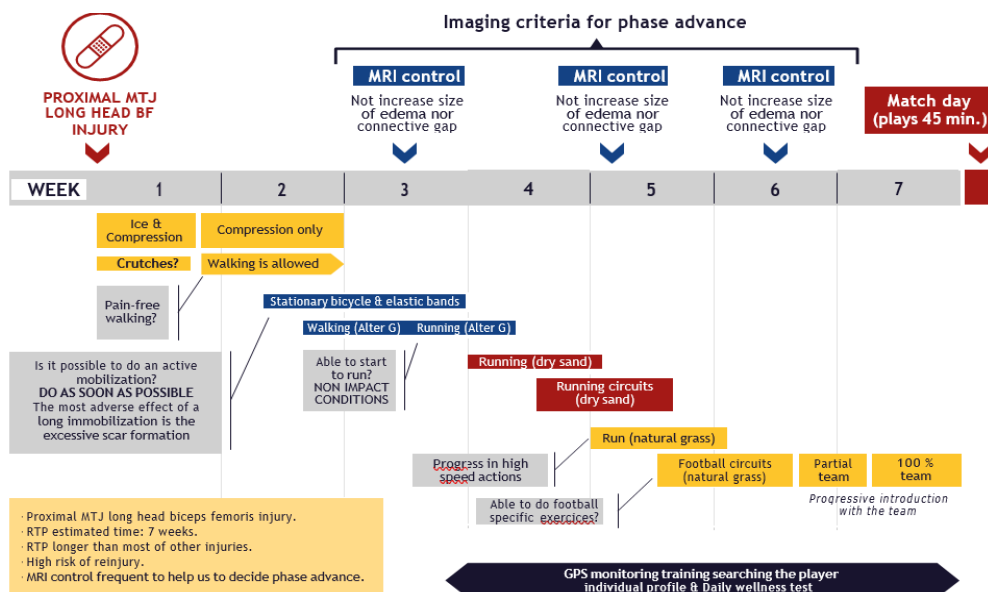 Imaging criteria for phase advance
PROXIMAL MTJ
LONG HEAD BF
INJURY
MRI control
Not increase size
of edema nor
connective gap
MRI control
Not increase size
of edema nor
connective gap
MRI control
Not increase size
of edema nor
connective gap
Match day
(plays 45 min.)
WEEK 1 2 3 4 5 6 7
Ice &
Compression
Compression only
Crutches?
Walking is allowed
Pain-free
walking?
Stationary bicycle & elastic bands
Walking (Alter G) Running (Alter G)
Is it possible to do an active
mobilization?
DO AS SOON AS POSSIBLE
The most adverse effect of a
long immobilization is the
excessive scar formation
Able to start
to run?
NON IMPACT
CONDITIONS
Running (dry sand)
Running circuits
(dry sand)
Run (natural grass)
Progress in high
speed actions
Football circuits
(natural grass)
Partial
team
100 %
team
Able to do football
specific exercices?
Progressive introduction
with the team
· Proximal MTJ long head biceps femoris injury.
· RTP estimated time: 7 weeks.
· RTP longer than most of other injuries.
· High risk of reinjury.
· MRI control frequent to help us to decide phase advance.
GPS monitoring training searching the player
individual profile & Daily wellness test